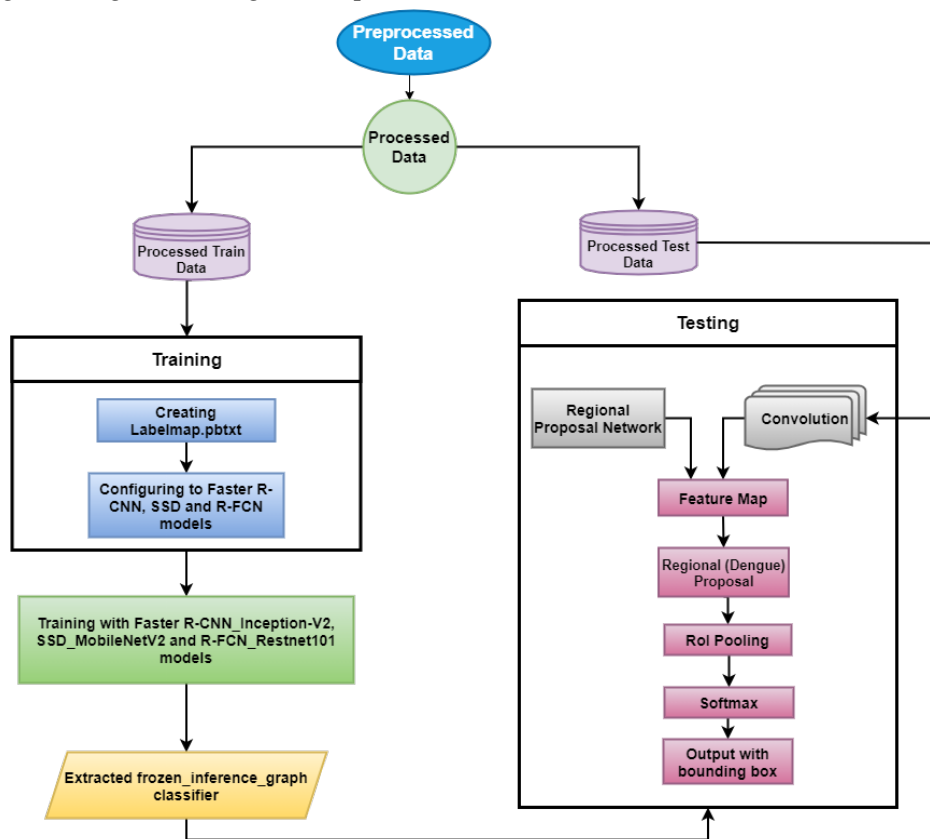 Preprocessed
Data
Processed
Data
Processed Train
Data
Processed Test
Data
Training
Creating
Labelmap.pbtxt
Configuring to Faster R-
CNN, SSD and R-FCN
models
Training with Faster R-CNN_Inception-V2,
SSD_MobileNetV2 and R-FCN_Restnet101
models
Extracted frozen_inference_graph
classifier
Testing
Regional
Proposal Network
Convolution
Feature Map
Regional (Dengue)
Proposal
RoI Pooling
Softmax
Output with
bounding box